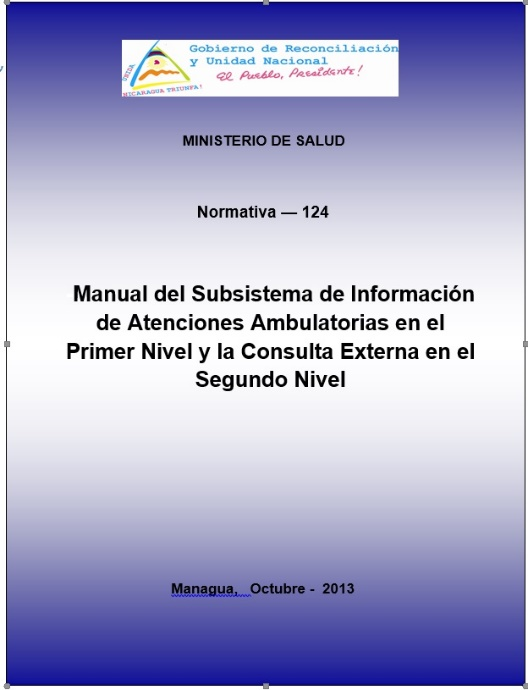 Gobierno de Reconciliación
y Unidad Nacional
El Pueblo, Presidente!
UNIDA
NICARAGUA TRIUNFA!
MINISTERIO DE SALUD
Normativa — 124
Manual del Subsistema de Información
de Atenciones Ambulatorias en el
Primer Nivel y la Consulta Externa en el
Segundo Nivel
Managua, Octubre - 2013